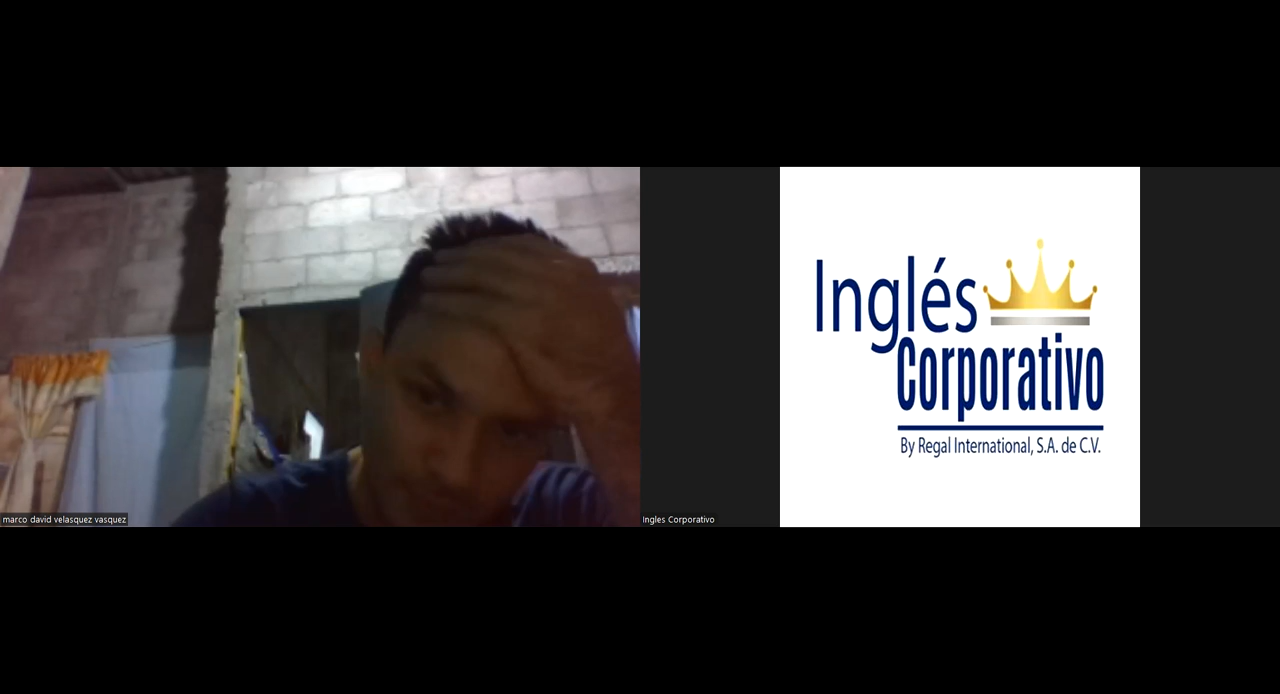 marco david velasquez vasquez
Inglés
Corporativo
By Regal International, S.A. de C.V.
Ingles Corporativo